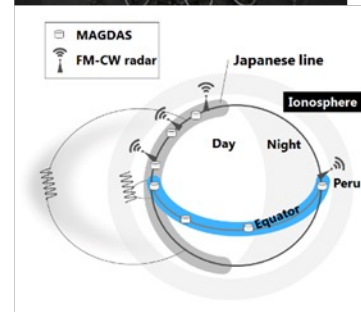 MAGDAS
FM-CW radar
Japanese line
Ionosphere
Day
Night
Peru
Equator